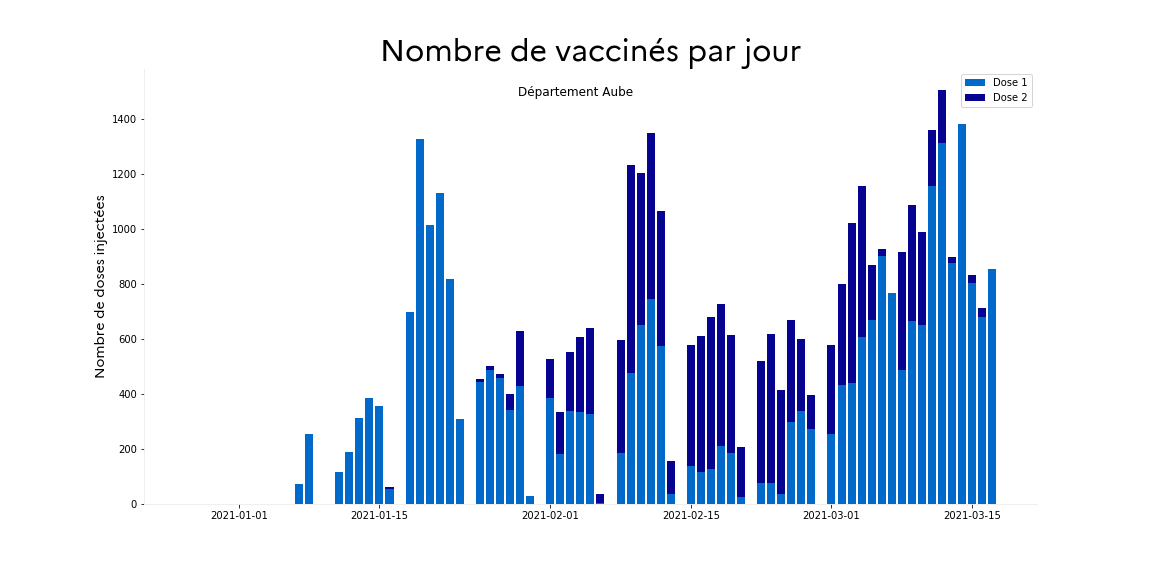 Nombre de vaccinés par jour
Département Aube
Dose 1
Dose 2
Nombre de doses injectées
1400
1200
1000
800
600
400
200
0
2021-01-01
2021-01-15
2021-02-01
2021-02-15
2021-03-01
2021-03-15